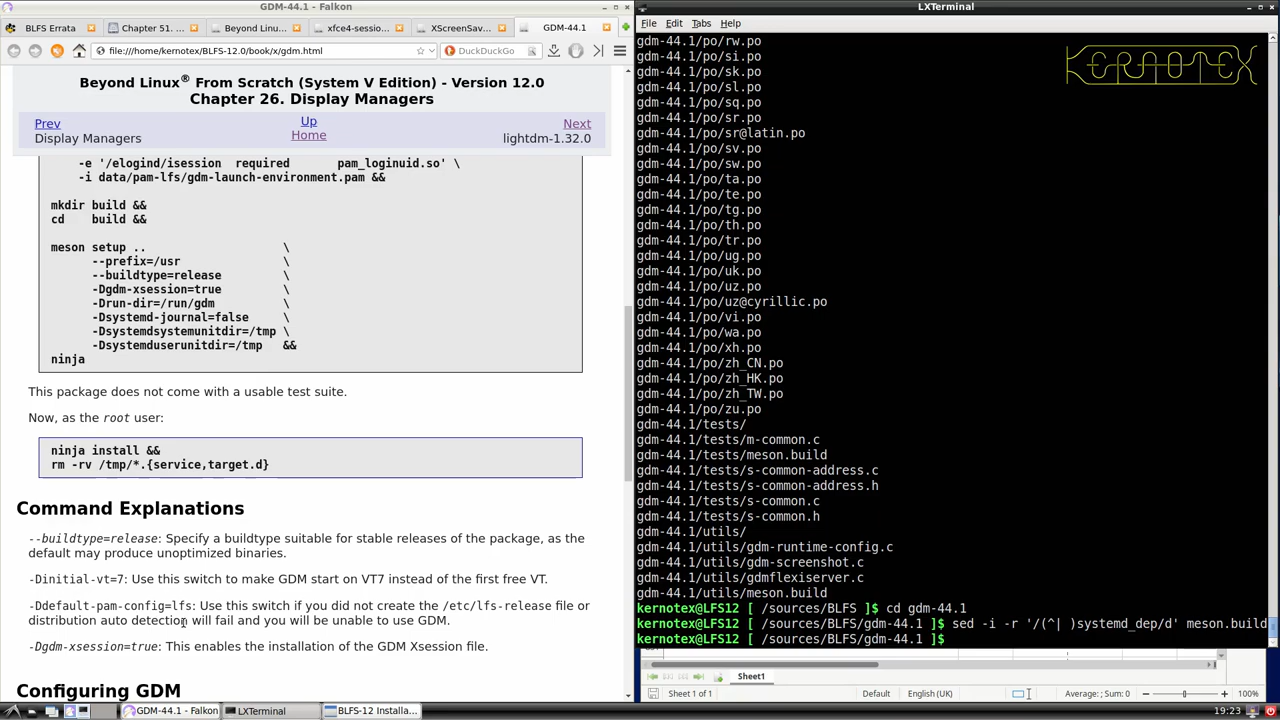 GDM-44.1 - Falkon
BLFS Errata
Chapter 51. ...
Beyond Linu...
xfce4-sessio...
XScreenSav...
GDM-44.1
file:///home/kernotex/BLFS-12.0/book/x/gdm.html
DuckDuckGo
Beyond Linux® From Scratch (System V Edition) - Version 12.0
Chapter 26. Display Managers
Prev
Up
Next
Display Managers
Home
lightdm-1.32.0
-e '/elogind/isession  required      pam_loginuid.so' \
-i data/pam-lfs/gdm-launch-environment.pam &&
mkdir build &&
cd    build &&
meson setup ..                    \
--prefix=/usr               \
--buildtype=release         \
-Dgdm-xsession=true         \
-Drun-dir=/run/gdm          \
-Dsystemd-journal=false     \
-Dsystemdsystemunitdir=/tmp \
-Dsystemduserunitdir=/tmp   &&
ninja
This package does not come with a usable test suite.
Now, as the root user:
ninja install &&
rm -rv /tmp/*.{service,target.d}
Command Explanations
--buildtype=release: Specify a buildtype suitable for stable releases of the package, as the
default may produce unoptimized binaries.
-Dinitial-vt=7: Use this switch to make GDM start on VT7 instead of the first free VT.
-Ddefault-pam-config=lfs: Use this switch if you did not create the /etc/lfs-release file or
distribution auto detection will fail and you will be unable to use GDM.
-Dgdm-xsession=true: This enables the installation of the GDM Xsession file.
Configuring GDM
LXTerminal
File Edit Tabs Help
KERNOTEX
gdm-44.1/po/rw.po
gdm-44.1/po/si.po
gdm-44.1/po/sk.po
gdm-44.1/po/sl.po
gdm-44.1/po/sq.po
gdm-44.1/po/sr.po
gdm-44.1/po/sr@latin.po
gdm-44.1/po/sv.po
gdm-44.1/po/sw.po
gdm-44.1/po/ta.po
gdm-44.1/po/te.po
gdm-44.1/po/tg.po
gdm-44.1/po/th.po
gdm-44.1/po/tr.po
gdm-44.1/po/ug.po
gdm-44.1/po/uk.po
gdm-44.1/po/uz.po
gdm-44.1/po/uz@cyrillic.po
gdm-44.1/po/vi.po
gdm-44.1/po/wa.po
gdm-44.1/po/xh.po
gdm-44.1/po/zh_CN.po
gdm-44.1/po/zh_HK.po
gdm-44.1/po/zh_TW.po
gdm-44.1/po/zu.po
gdm-44.1/tests/
gdm-44.1/tests/m-common.c
gdm-44.1/tests/meson.build
gdm-44.1/tests/s-common-address.c
gdm-44.1/tests/s-common-address.h
gdm-44.1/tests/s-common.c
gdm-44.1/tests/s-common.h
gdm-44.1/utils/
gdm-44.1/utils/gdm-runtime-config.c
gdm-44.1/utils/gdm-screenshot.c
gdm-44.1/utils/gdmflexiserver.c
gdm-44.1/utils/meson.build
kernotex@LFS12 [ /sources/BLFS ]$ cd gdm-44.1
kernotex@LFS12 [ /sources/BLFS/gdm-44.1 ]$ sed -i -r '/(^| )systemd_dep/d' meson.build
kernotex@LFS12 [ /sources/BLFS/gdm-44.1 ]$
Sheet1
Sheet 1 of 1
Default
English (UK)
Average: ; Sum: 0
100%
GDM-44.1 - Falkon
LXTerminal
BLFS-12 Installa...
19:23